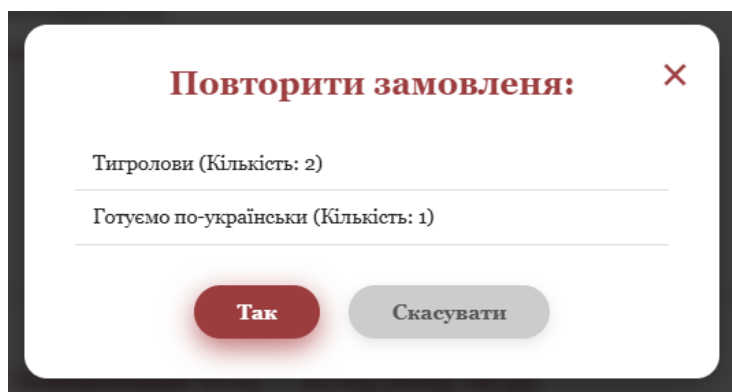 Повторити замовленя:
Тигролови (Кількість: 2)
Готуємо по-українськи (Кількість: 1)
Так
Скасувати